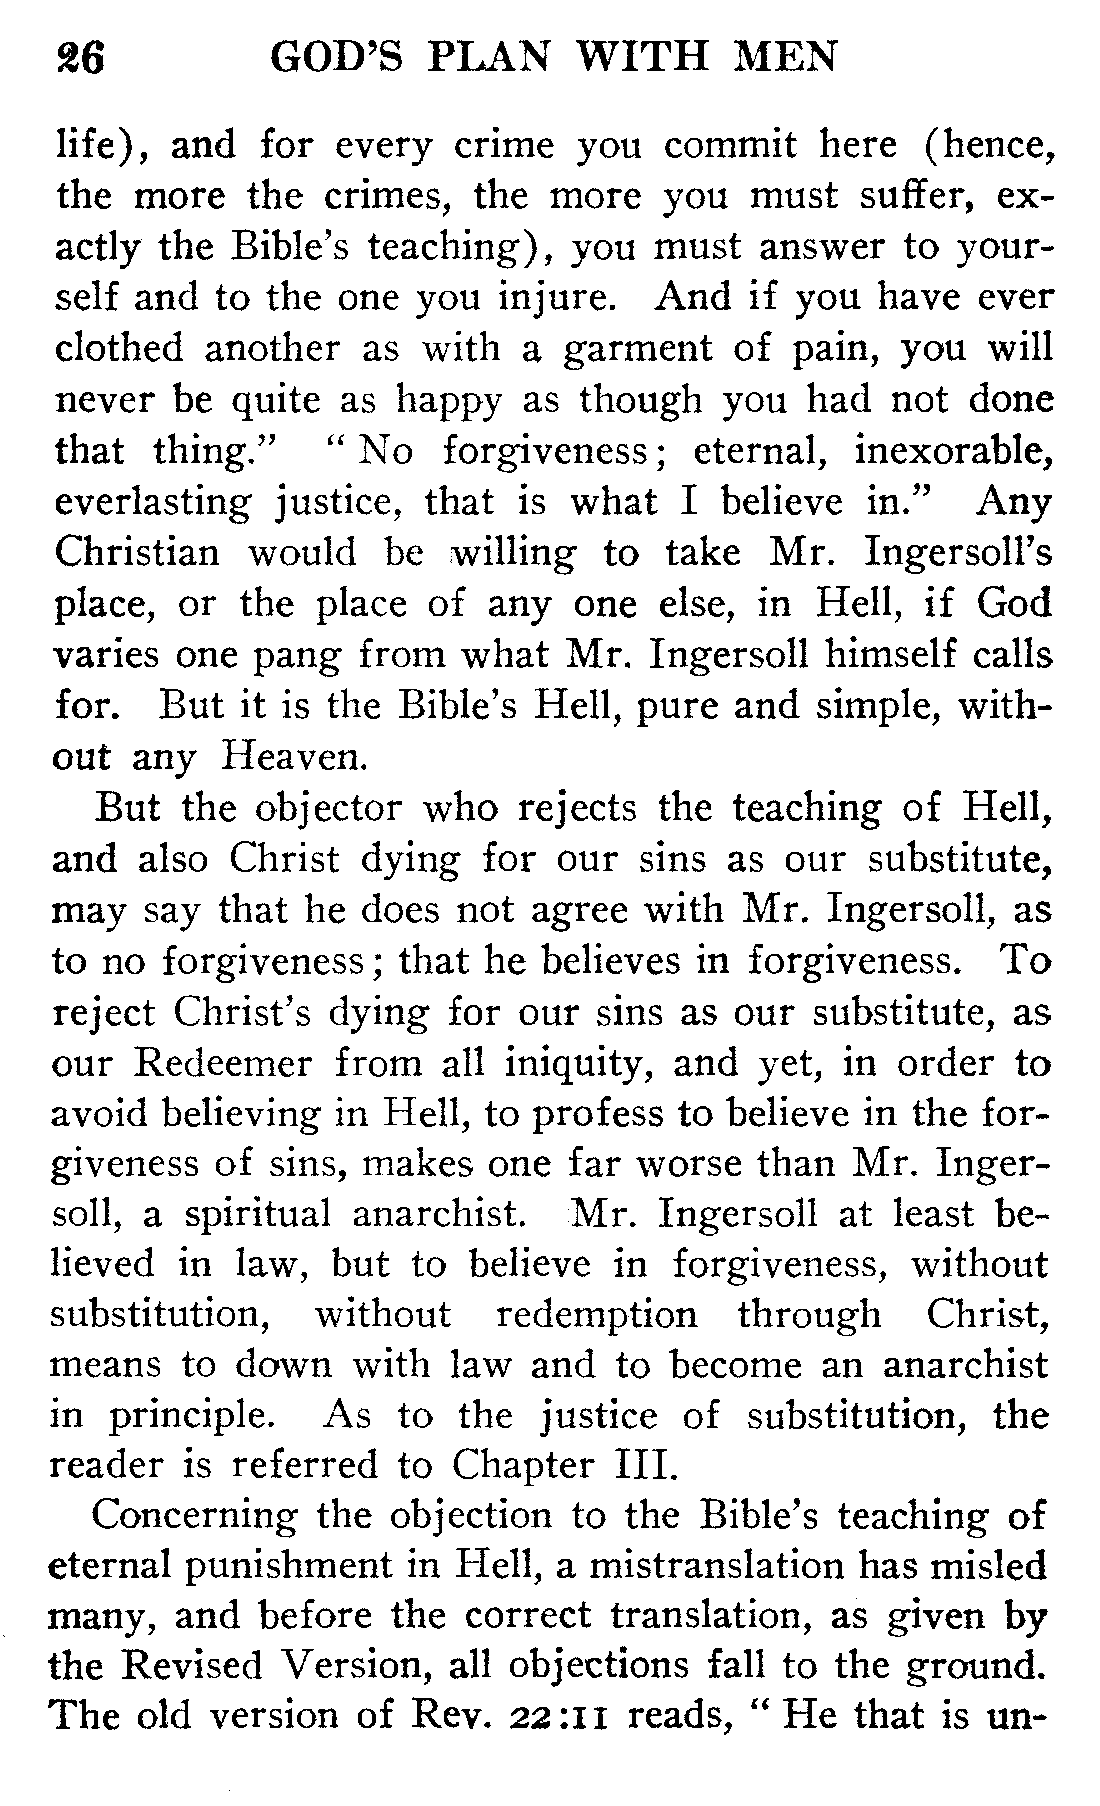 26 GOD'S PLAN WITH MEN
life), and for every crime you commit here (hence,
the more the crimes, the more you must suffer, ex-
actly the Bible's teaching), you must answer to your-
self and to the one you injure. And if you have ever
clothed another as with a garment of pain, you will
never be quite as happy as though you had not done
that thing." " No forgiveness; eternal, inexorable,
everlasting justice, that is what I believe in." Any
Christian would be willing to take Mr. Ingersoll's
place, or the place of any one else, in Hell, if God
varies one pang from what Mr. Ingersoll himself calls
for. But it is the Bible's Hell, pure and simple, with-
out any Heaven.
But the objector who rejects the teaching of Hell,
and also Christ dying for our sins as our substitute,
may say that he does not agree with Mr. Ingersoll, as
to no forgiveness; that he believes in forgiveness. To
reject Christ's dying for our sins as our substitute, as
our Redeemer from all iniquity, and yet, in order to
avoid believing in Hell, to profess to believe in the for-
giveness of sins, makes one far worse than Mr. Inger-
soll, a spiritual anarchist. Mr. Ingersoll at least be-
lieved in law, but to believe in forgiveness, without
substitution, without redemption through Christ,
means to down with law and to become an anarchist
in principle. As to the justice of substitution, the
reader is referred to Chapter III.
Concerning the objection to the Bible's teaching of
eternal punishment in Hell, a mistranslation has misled
many, and before the correct translation, as given by
the Revised Version, all objections fall to the ground.
The old version of Rev. 22:11 reads, " He that is un-